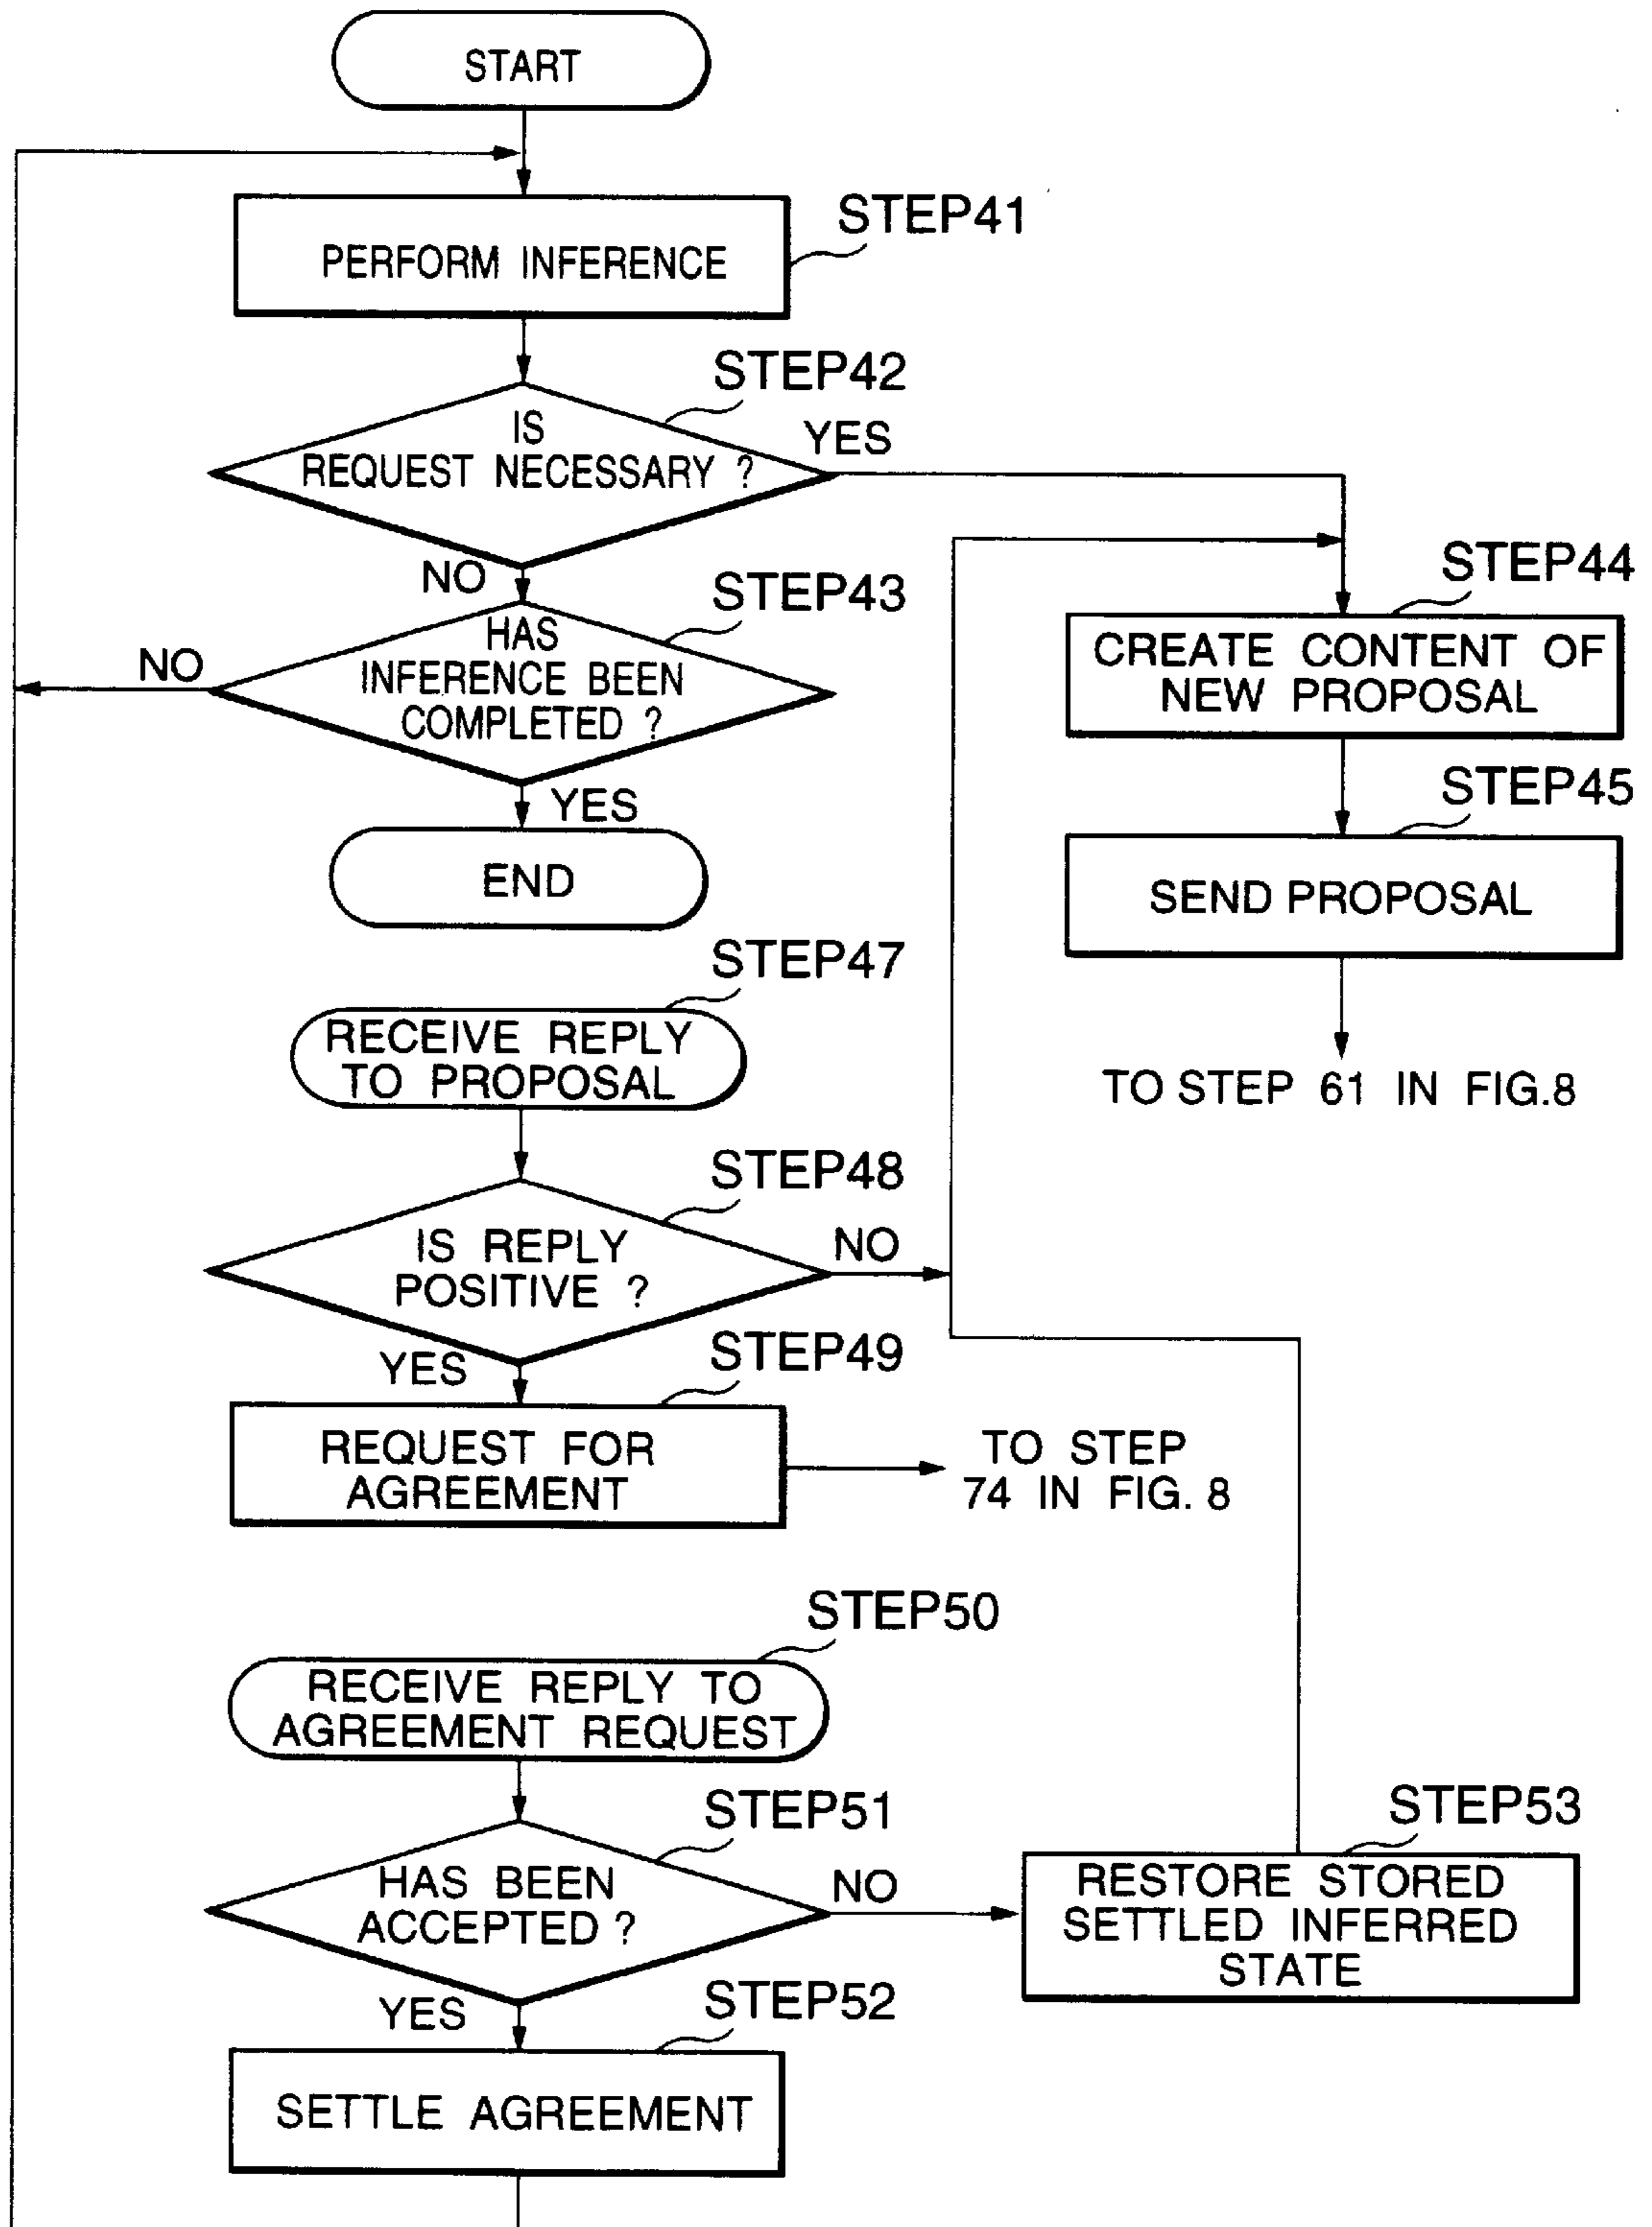 START
STEP41
PERFORM INFERENCE
STEP42
IS
REQUEST NECESSARY ?
YES
NO
STEP43
HAS
INFERENCE BEEN
COMPLETED ?
NO
YES
END
STEP44
CREATE CONTENT OF
NEW PROPOSAL
STEP45
SEND PROPOSAL
TO STEP 61 IN FIG.8
STEP47
RECEIVE REPLY
TO PROPOSAL
STEP48
IS REPLY
POSITIVE ?
NO
YES
STEP49
REQUEST FOR
AGREEMENT
TO STEP
74 IN FIG. 8
STEP50
RECEIVE REPLY TO
AGREEMENT REQUEST
STEP51
HAS BEEN
ACCEPTED ?
NO
STEP53
RESTORE STORED
SETTLED INFERRED
STATE
YES
STEP52
SETTLE AGREEMENT